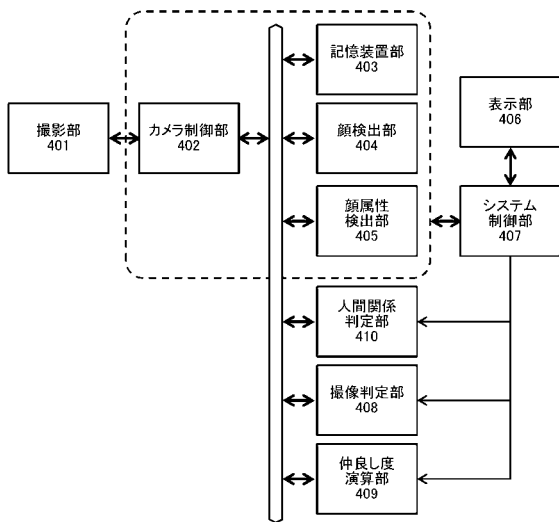 撮影部
401
カメラ制御部
402
記憶装置部
403
顔検出部
404
顔属性
検出部
405
表示部
406
システム
制御部
407
人間関係
判定部
410
撮像判定部
408
仲良し度
演算部
409